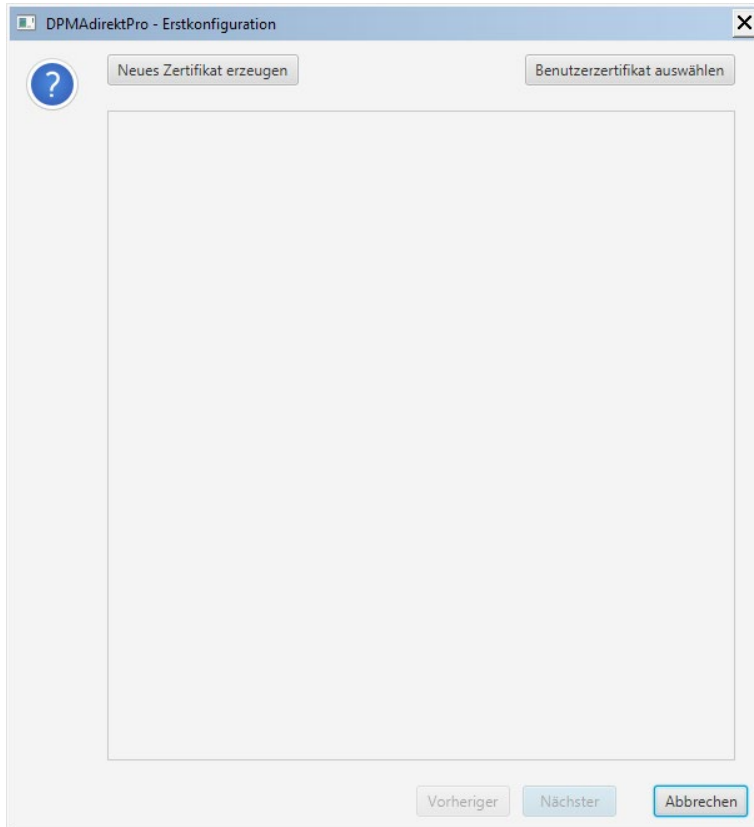 DPMAdirektPro - Erstkonfiguration
Neues Zertifikat erzeugen
Benutzerzertifikat auswählen
Vorheriger
Nächster
Abbrechen